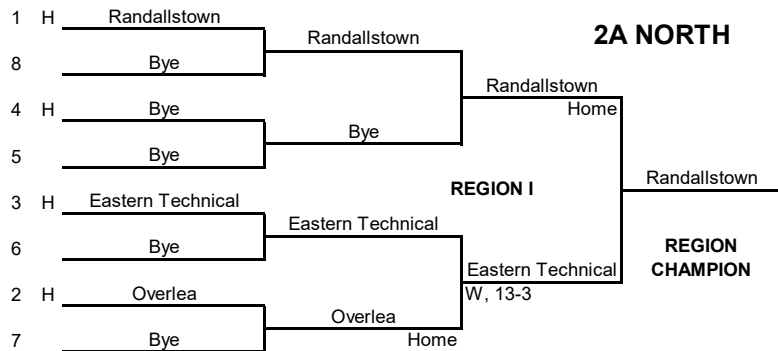 1 H Randallstown
Randallstown
2A NORTH
8 Bye
Randallstown
4 H Bye
Home
Bye
5 Bye
Randallstown
3 H Eastern Technical
REGION I
Eastern Technical
6 Bye
REGION
CHAMPION
Eastern Technical
2 H Overlea
W, 13-3
Overlea
7 Bye
Home